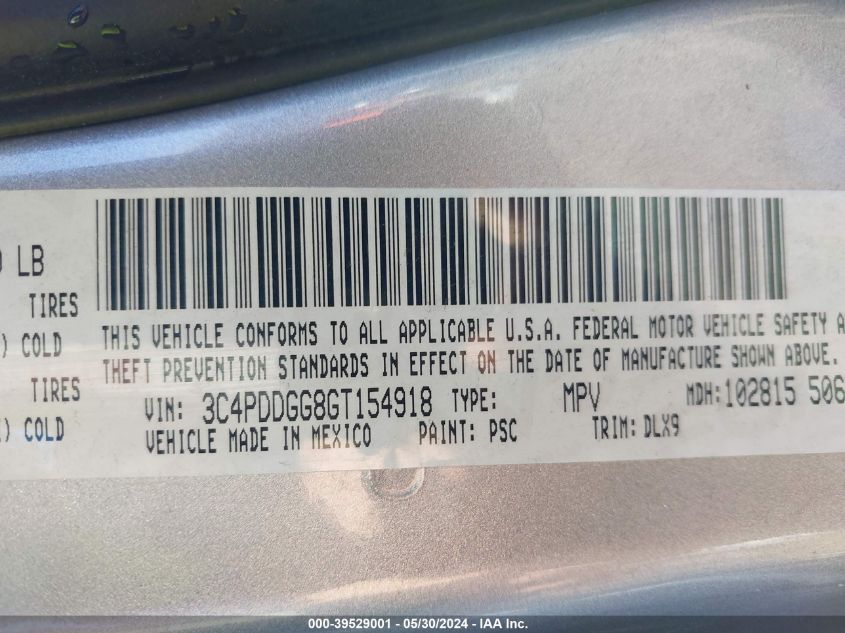 LB
TIRES
) COLD
THIS VEHICLE CONFORMS TO ALL APPLICABLE U.S.A. FEDERAL MOTOR VEHICLE SAFETY A
THEFT PREVENTION STANDARDS IN EFFECT ON THE DATE OF MANUFACTURE SHOWN ABOVE.
TIRES
VIN: 3C4PDDGG8GT154918 TYPE: MPV MDH:102815 506
) COLD
VEHICLE MADE IN MEXICO PAINT: PSC TRIM: DLX9
000-39529001 - 05/30/2024 - IAA Inc.